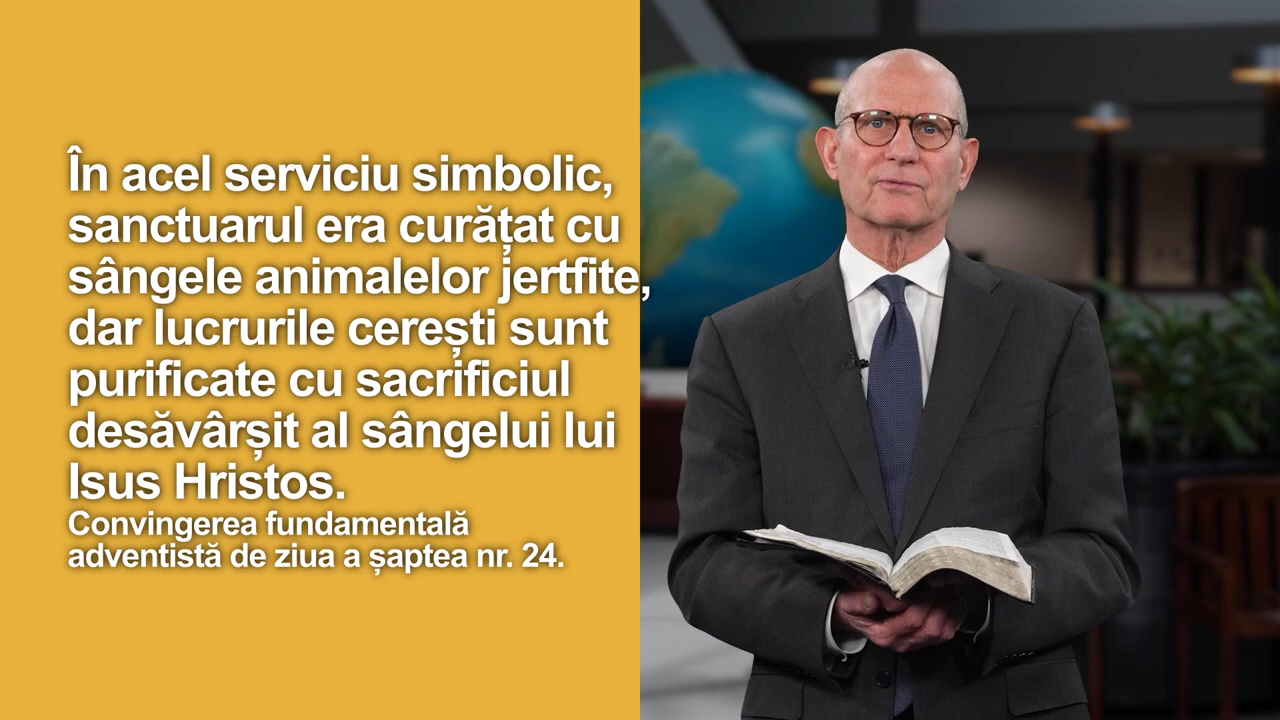 În acel serviciu simbolic,
sanctuarul era curățat cu
sângele animalelor jertfite,
dar lucrurile cerești sunt
purificate cu sacrificiul
desăvârșit al sângelui lui
Isus Hristos.
Convingerea fundamentală
adventistă de ziua a șaptea nr. 24.